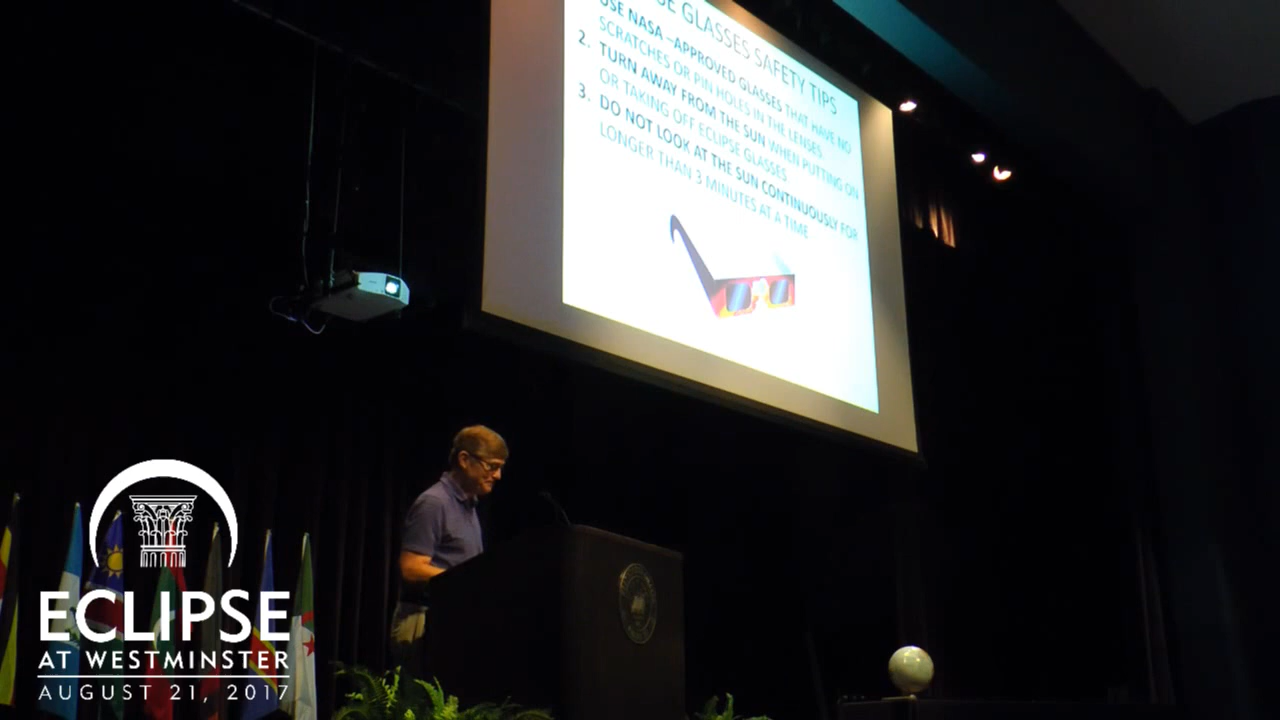 SE GLASSES SAFETY TIPS
USE NASA –APPROVED GLASSES THAT HAVE NO
SCRATCHES OR PIN HOLES IN THE LENSES
2. TURN AWAY FROM THE SUN WHEN PUTTING ON
OR TAKING OFF ECLIPSE GLASSES
3. DO NOT LOOK AT THE SUN CONTINUOUSLY FOR
LONGER THAN 3 MINUTES AT A TIME
ECLIPSE
AT WESTMINSTER
AUGUST 21, 2017